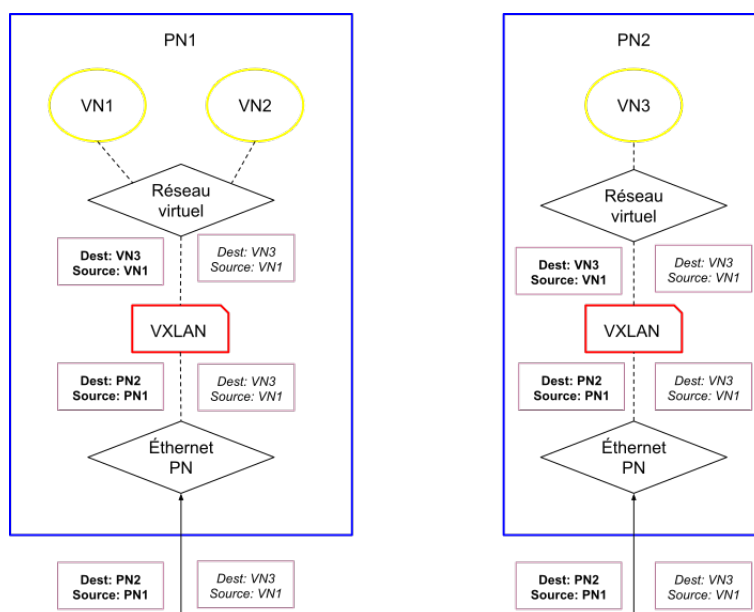 PN1
VN1
VN2
Réseau
virtuel
Dest: VN3
Source: VN1
Dest: VN3
Source: VN1
VXLAN
Dest: PN2
Source: PN1
Dest: VN3
Source: VN1
Éthernet
PN
Dest: PN2
Source: PN1
Dest: VN3
Source: VN1
PN2
VN3
Réseau
virtuel
Dest: VN3
Source: VN1
Dest: VN3
Source: VN1
VXLAN
Dest: PN2
Source: PN1
Dest: VN3
Source: VN1
Éthernet
PN
Dest: PN2
Source: PN1
Dest: VN3
Source: VN1